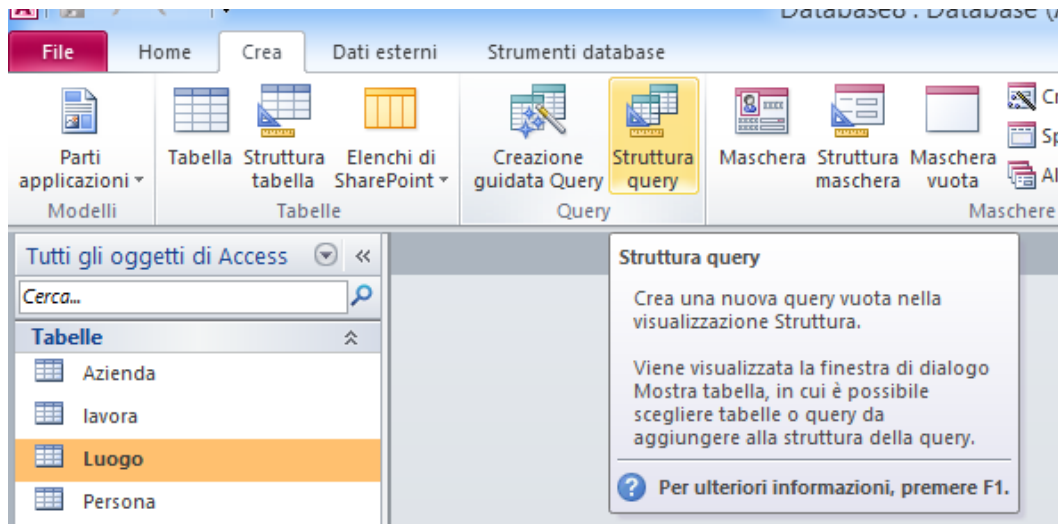 Database8 : Database (A
File Home Crea Dati esterni Strumenti database
Parti applicazioni
Tabella
Struttura tabella
Elenchi di SharePoint
Creazione guidata Query
Struttura query
Maschera
Struttura maschera
Maschera vuota
Cr
Sp
Al
Modelli Tabelle Query Maschere
Tutti gli oggetti di Access
Cerca...
Tabelle
Azienda
lavora
Luogo
Persona
Struttura query
Crea una nuova query vuota nella
visualizzazione Struttura.
Viene visualizzata la finestra di dialogo
Mostra tabella, in cui è possibile
scegliere tabelle o query da
aggiungere alla struttura della query.
Per ulteriori informazioni, premere F1.